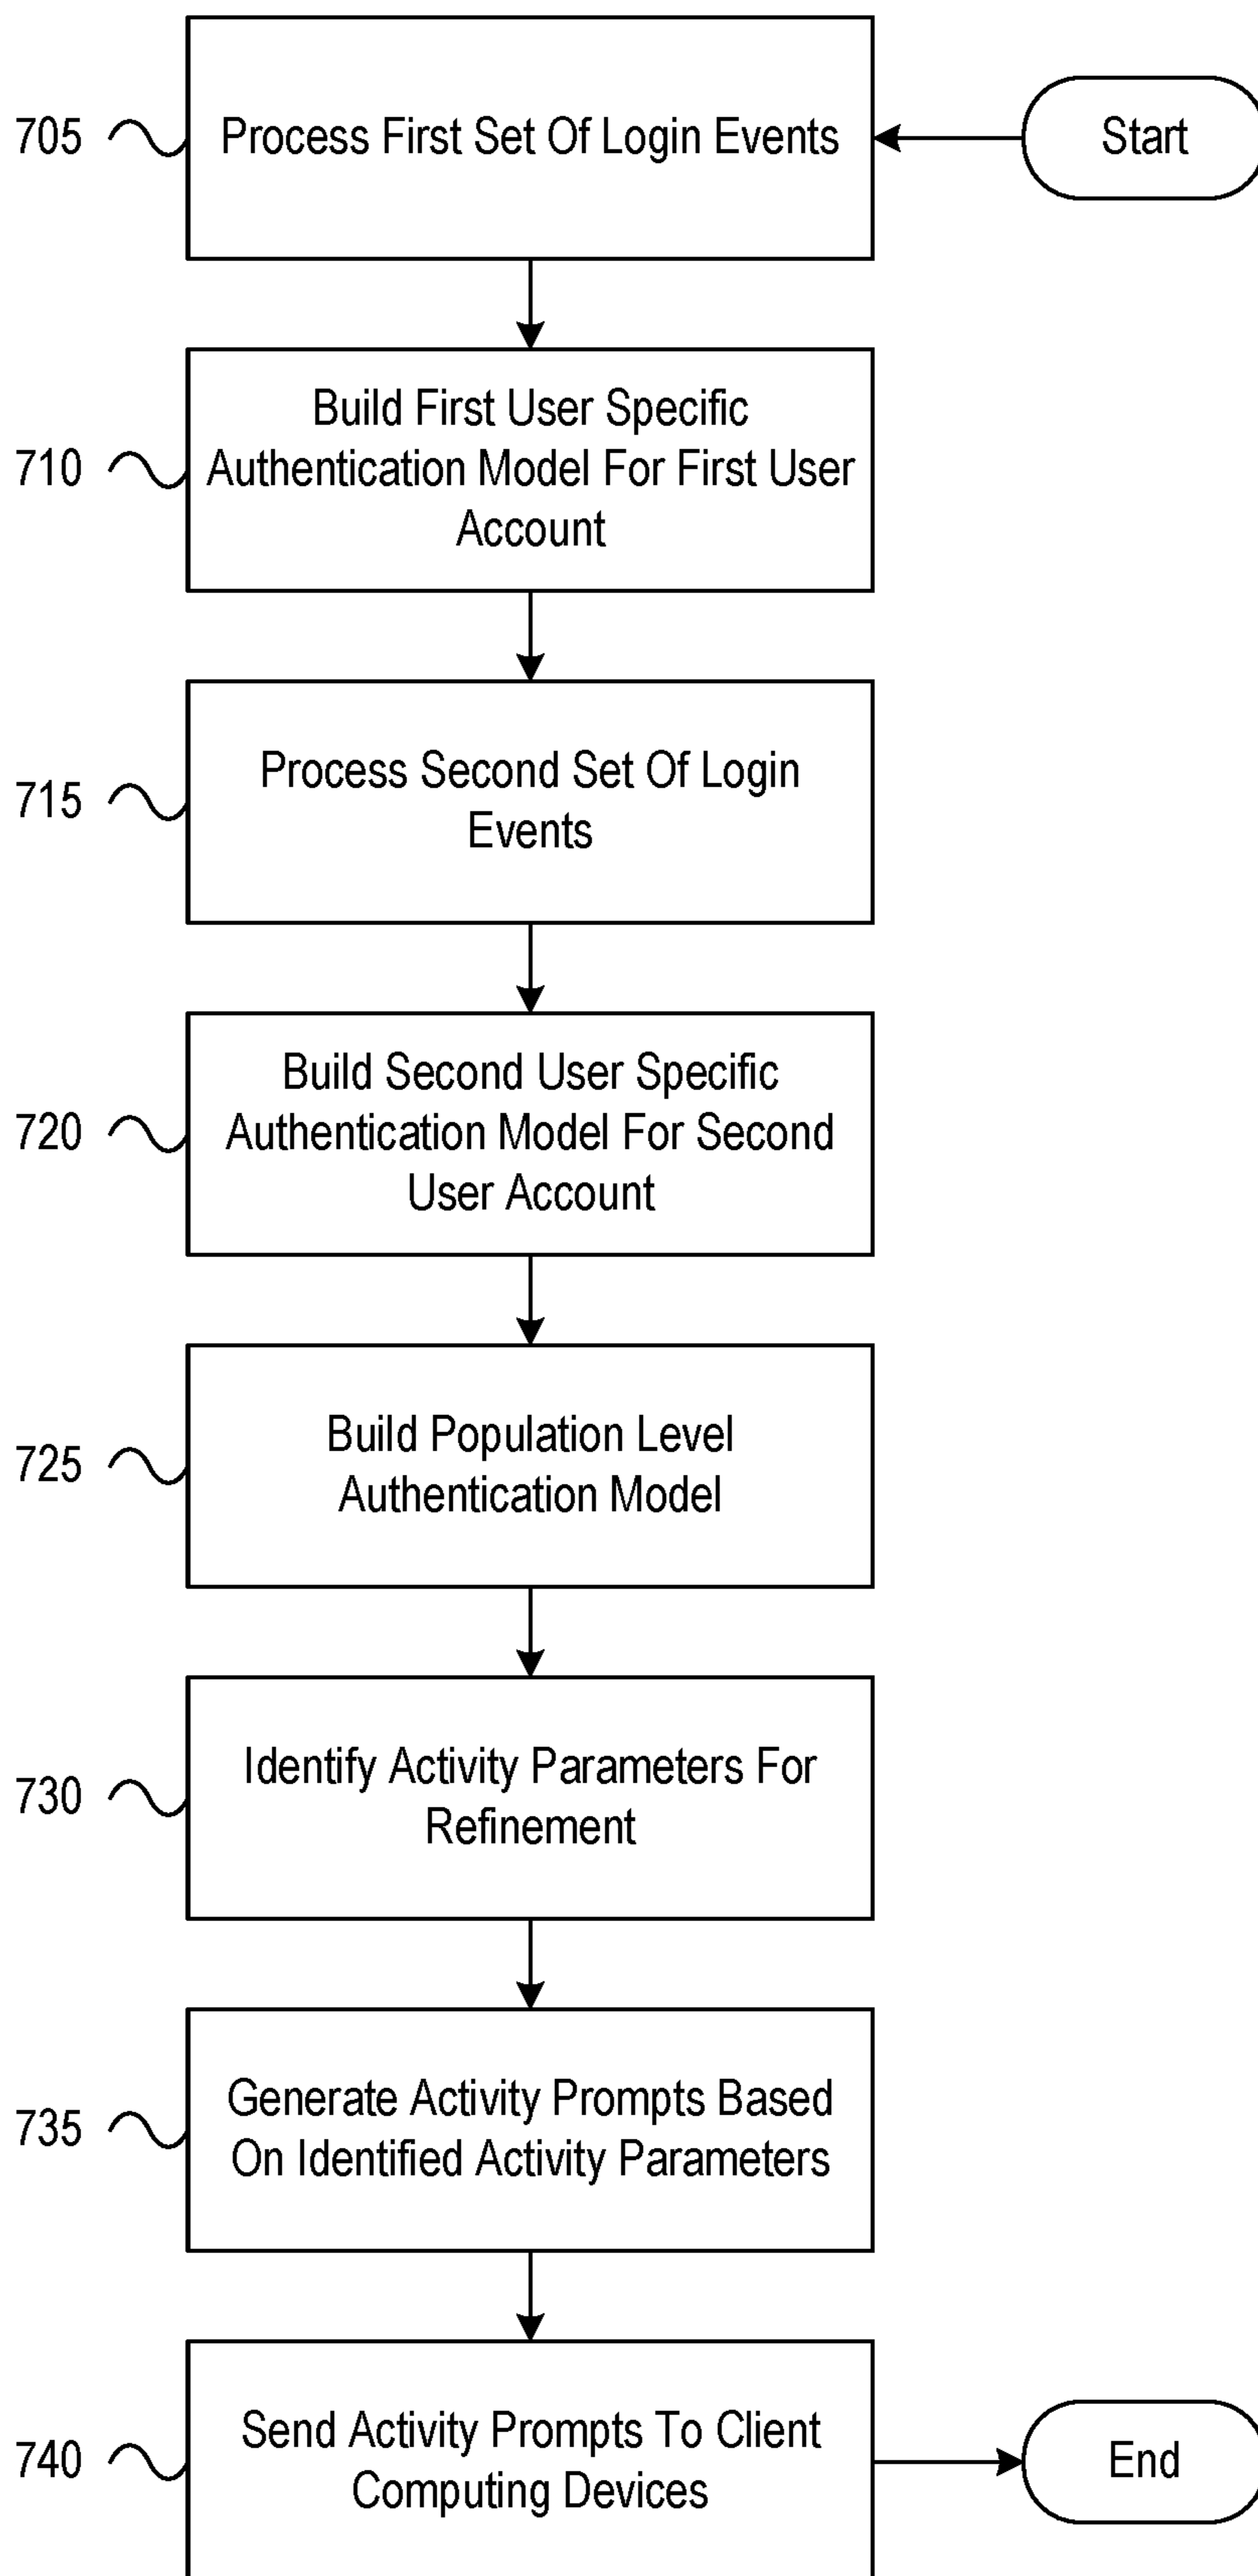 705
Process First Set Of Login Events
Start
710
Build First User Specific
Authentication Model For First User
Account
715
Process Second Set Of Login
Events
720
Build Second User Specific
Authentication Model For Second
User Account
725
Build Population Level
Authentication Model
730
Identify Activity Parameters For
Refinement
735
Generate Activity Prompts Based
On Identified Activity Parameters
740
Send Activity Prompts To Client
Computing Devices
End